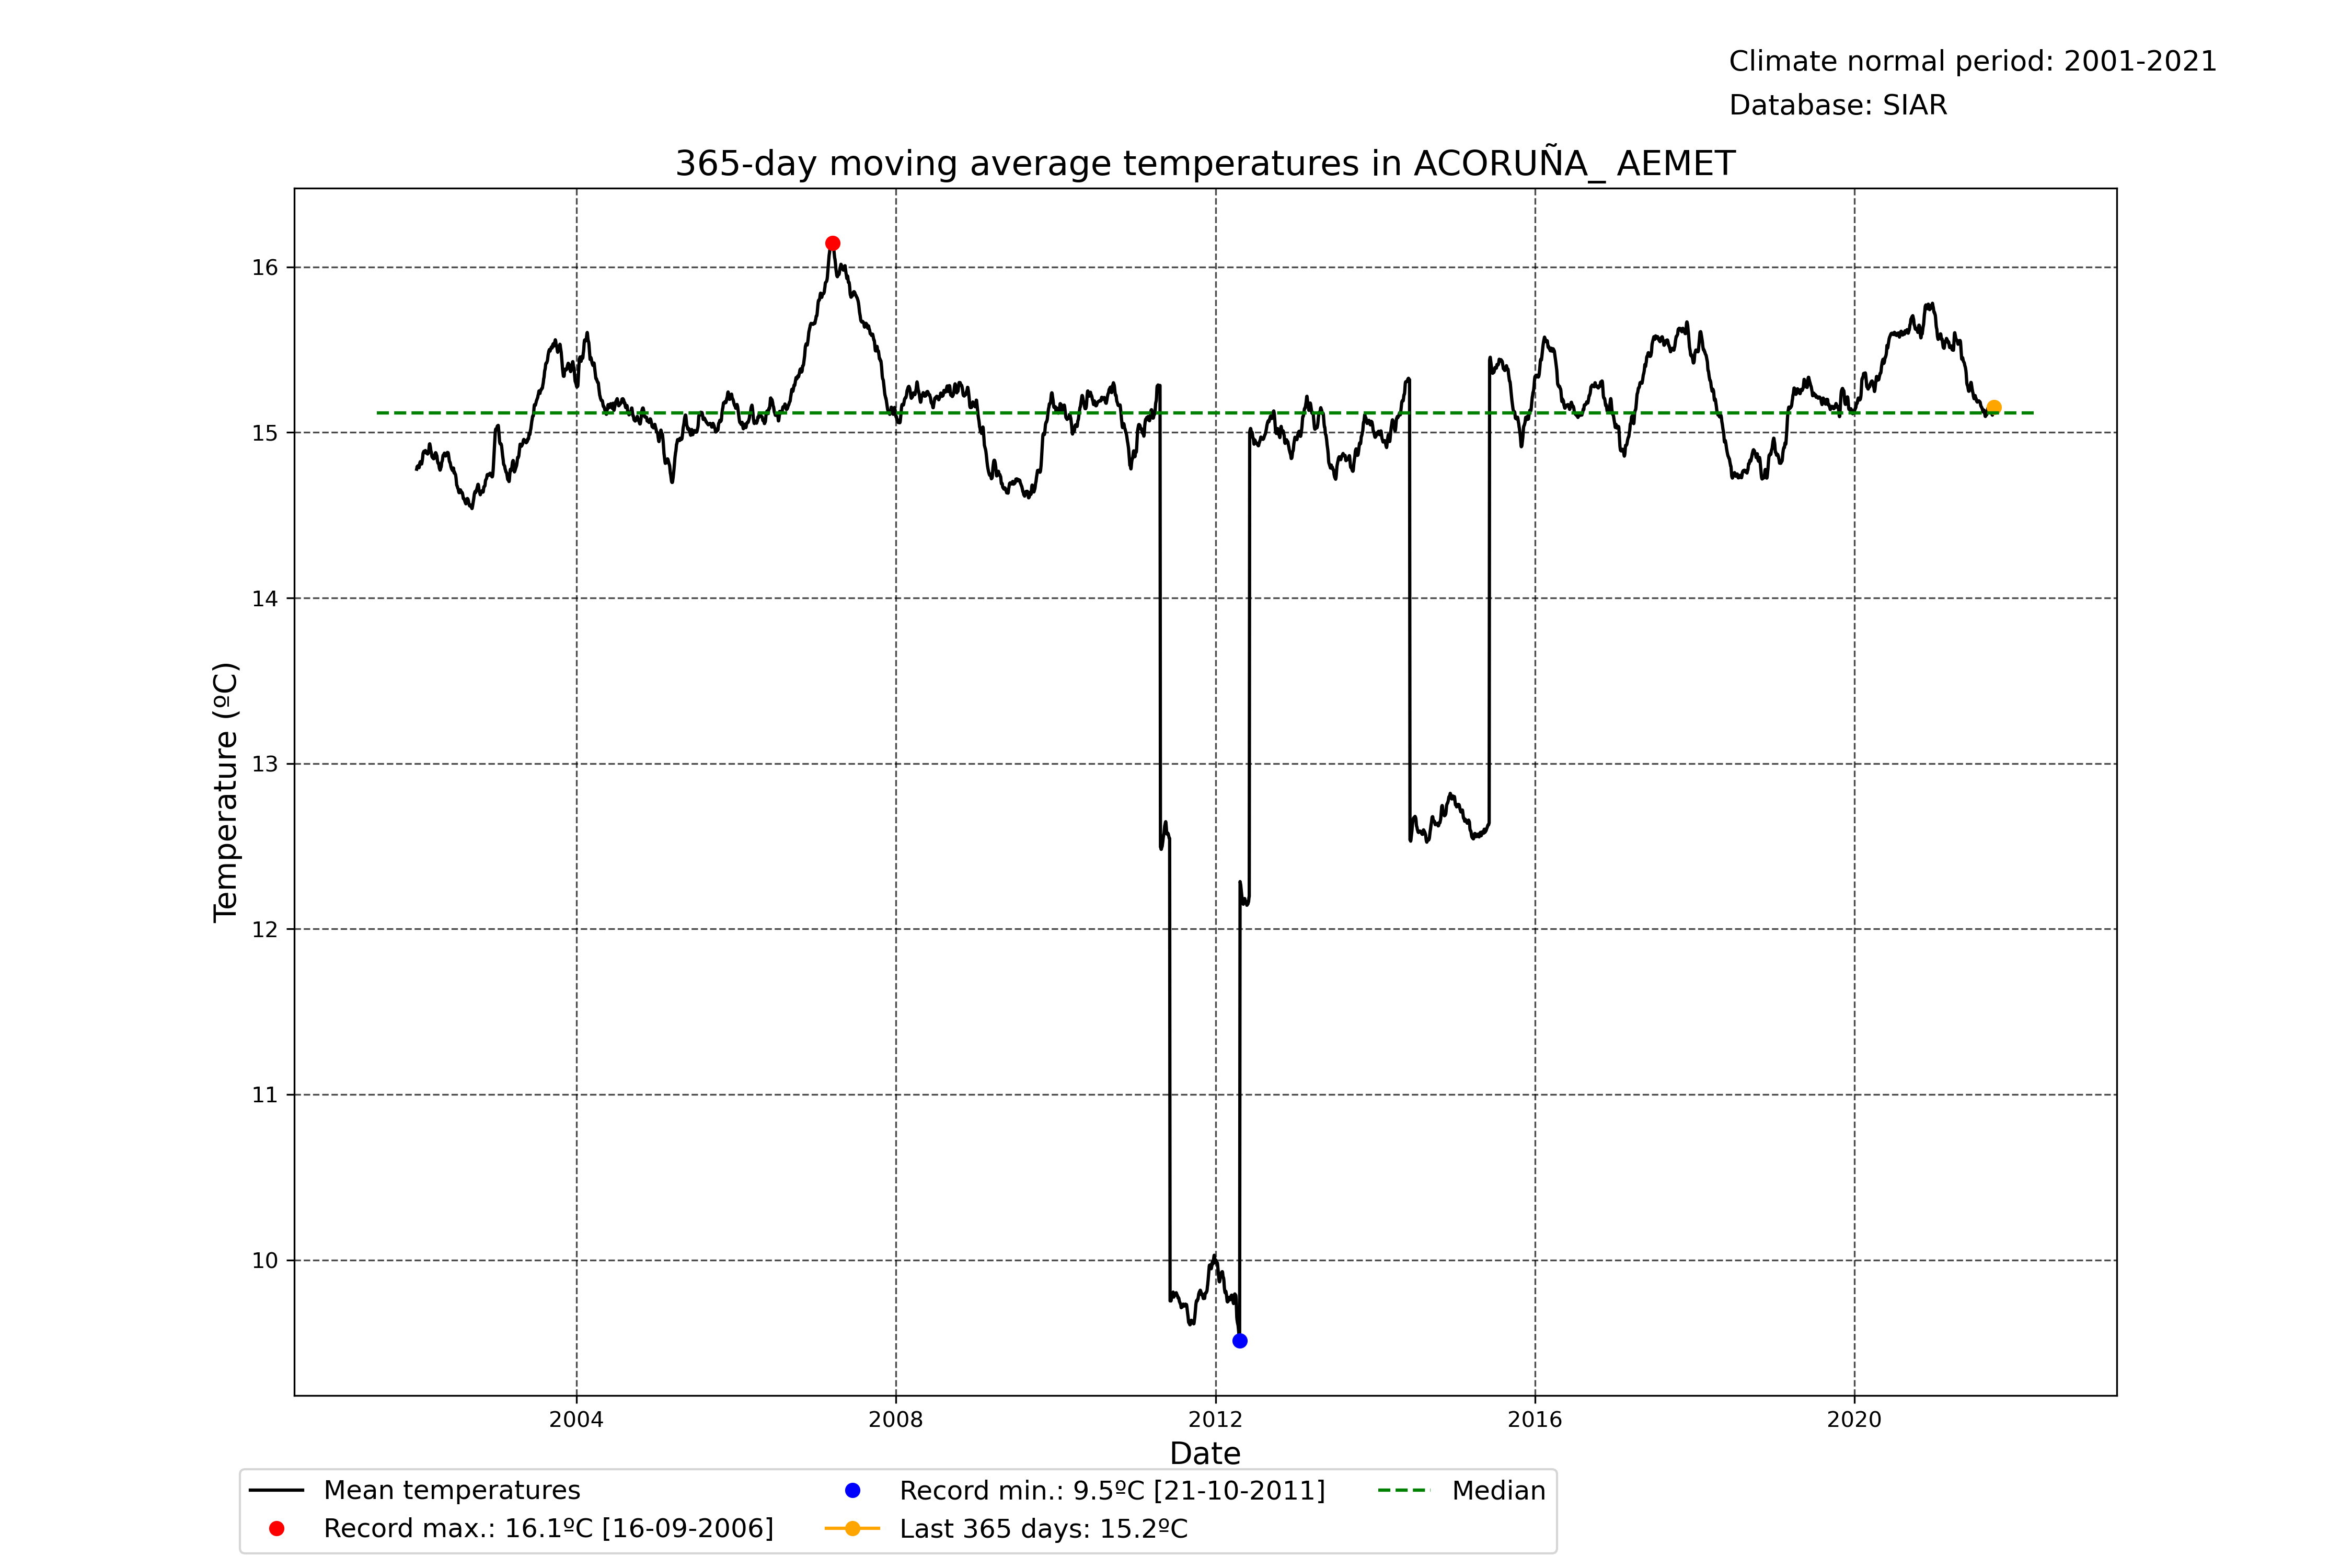 Climate normal period: 2001-2021
Database: SIAR
365-day moving average temperatures in ACORUÑA_ AEMET
Temperature (ºC)
16
15
14
13
12
11
10
2004 2008 2012 2016 2020
Date
Mean temperatures
Record max.: 16.1ºC [16-09-2006]
Record min.: 9.5ºC [21-10-2011]
Last 365 days: 15.2ºC
Median